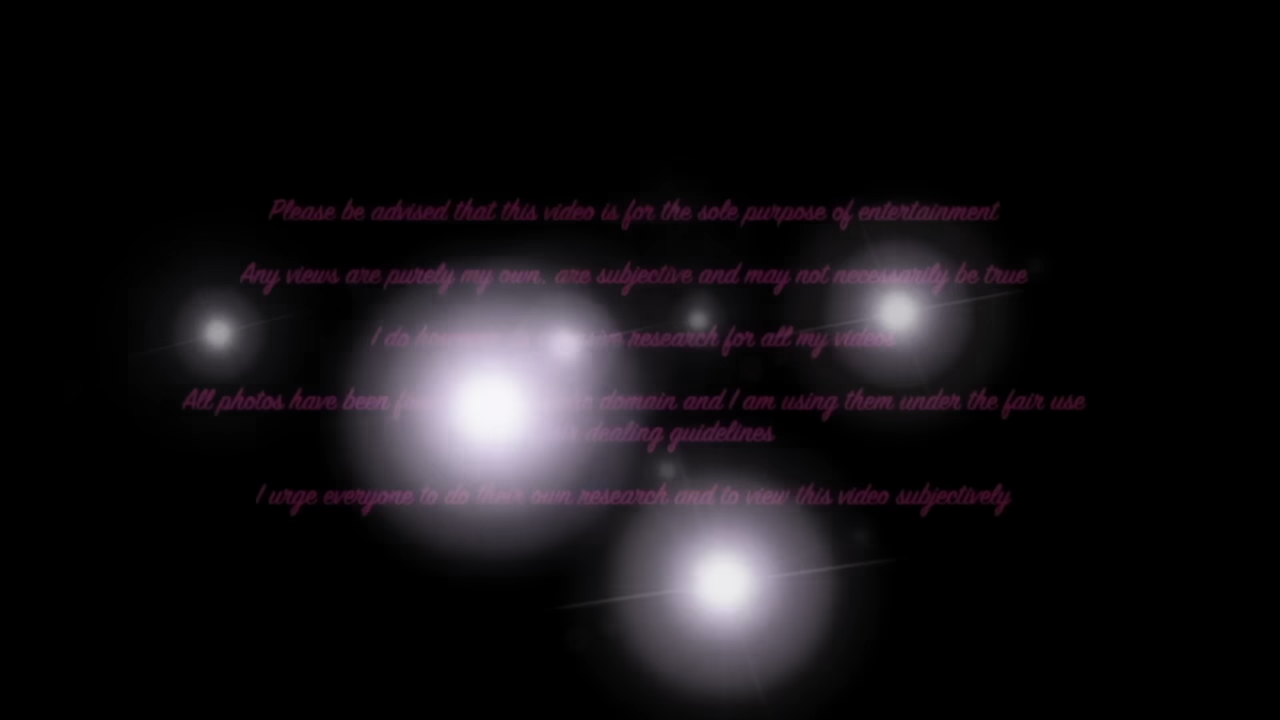 Please be advised that this video is for the sole purpose of entertainment
Any views are purely my own, are subjective and may not necessarily be true
I do research for all my videos
All photos have been domain and I am using them under the fair use
dealing guidelines
I urge everyone to do their own research and to view this video subjectively